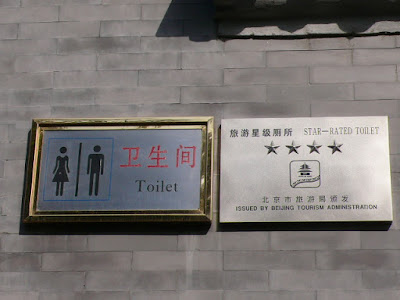 卫生间
Toilet
旅游星级厕所 STAR-RATED TOILET
北京市旅游局颁发
ISSUED BY BEIJING TOURISM ADMINISTRATION